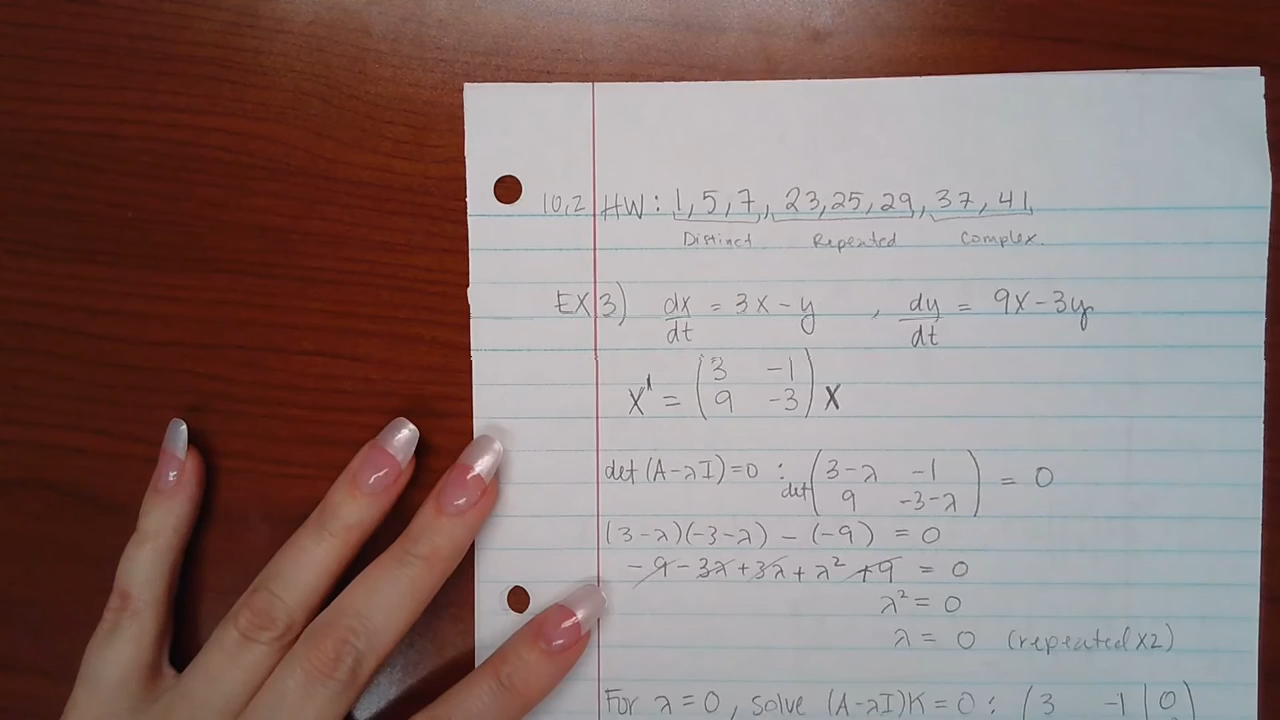 10.2 HW: 1, 5, 7, 23, 25, 29, 37, 41
Distinct Repeated Complex.
EX 3) dx/dt = 3x - y , dy/dt = 9x - 3y
X' = (3 -1
9 -3) X
det (A - λI) = 0 : det (3-λ -1
9 -3-λ) = 0
(3-λ)(-3-λ) - (-9) = 0
-9 - 3λ + 3λ + λ² + 9 = 0
λ² = 0
λ = 0 (repeated x2)
For λ = 0, solve (A - λI)K = 0 : (3 -1 | 0)